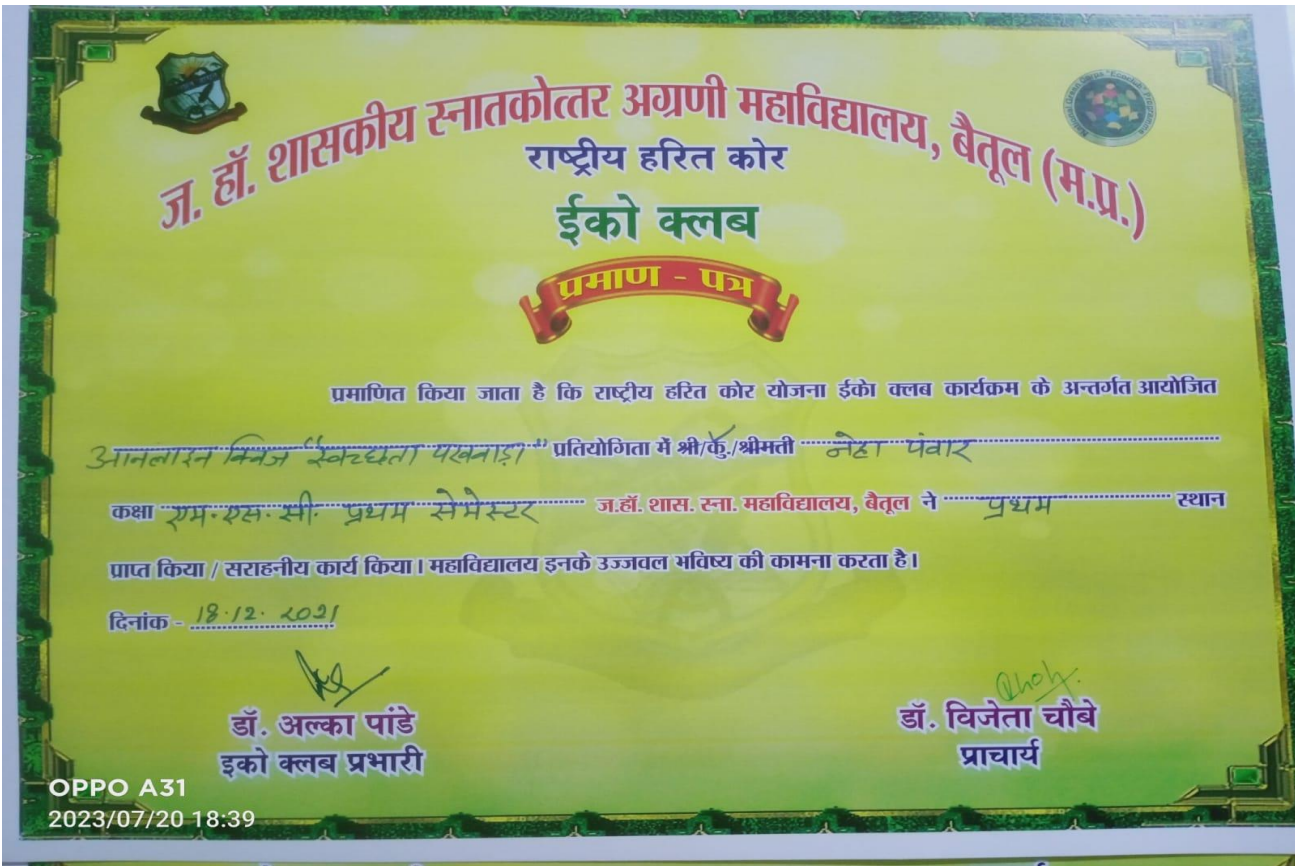 ज. हॉ. शासकीय स्नातकोत्तर अग्रणी महाविद्यालय, बैतूल (म.प्र.)
राष्ट्रीय हरित कोर
ईको क्लब
प्रमाण - पत्र
प्रमाणित किया जाता है कि राष्ट्रीय हरित कोर योजना ईको क्लब कार्यक्रम के अन्तर्गत आयोजित
आनलाइन क्विज "स्वच्छता पखवाड़ा" प्रतियोगिता में श्री/कु./श्रीमती नेहा पंवार
कक्षा एम.एस.सी. प्रथम सेमेस्टर ज.हॉ. शास. स्ना. महाविद्यालय, बैतूल ने प्रथम स्थान
प्राप्त किया / सराहनीय कार्य किया। महाविद्यालय इनके उज्जवल भविष्य की कामना करता है।
दिनांक - 18.12.2021
डॉ. अल्का पांडे
इको क्लब प्रभारी
डॉ. विजेता चौबे
प्राचार्य
OPPO A31
2023/07/20 18:39